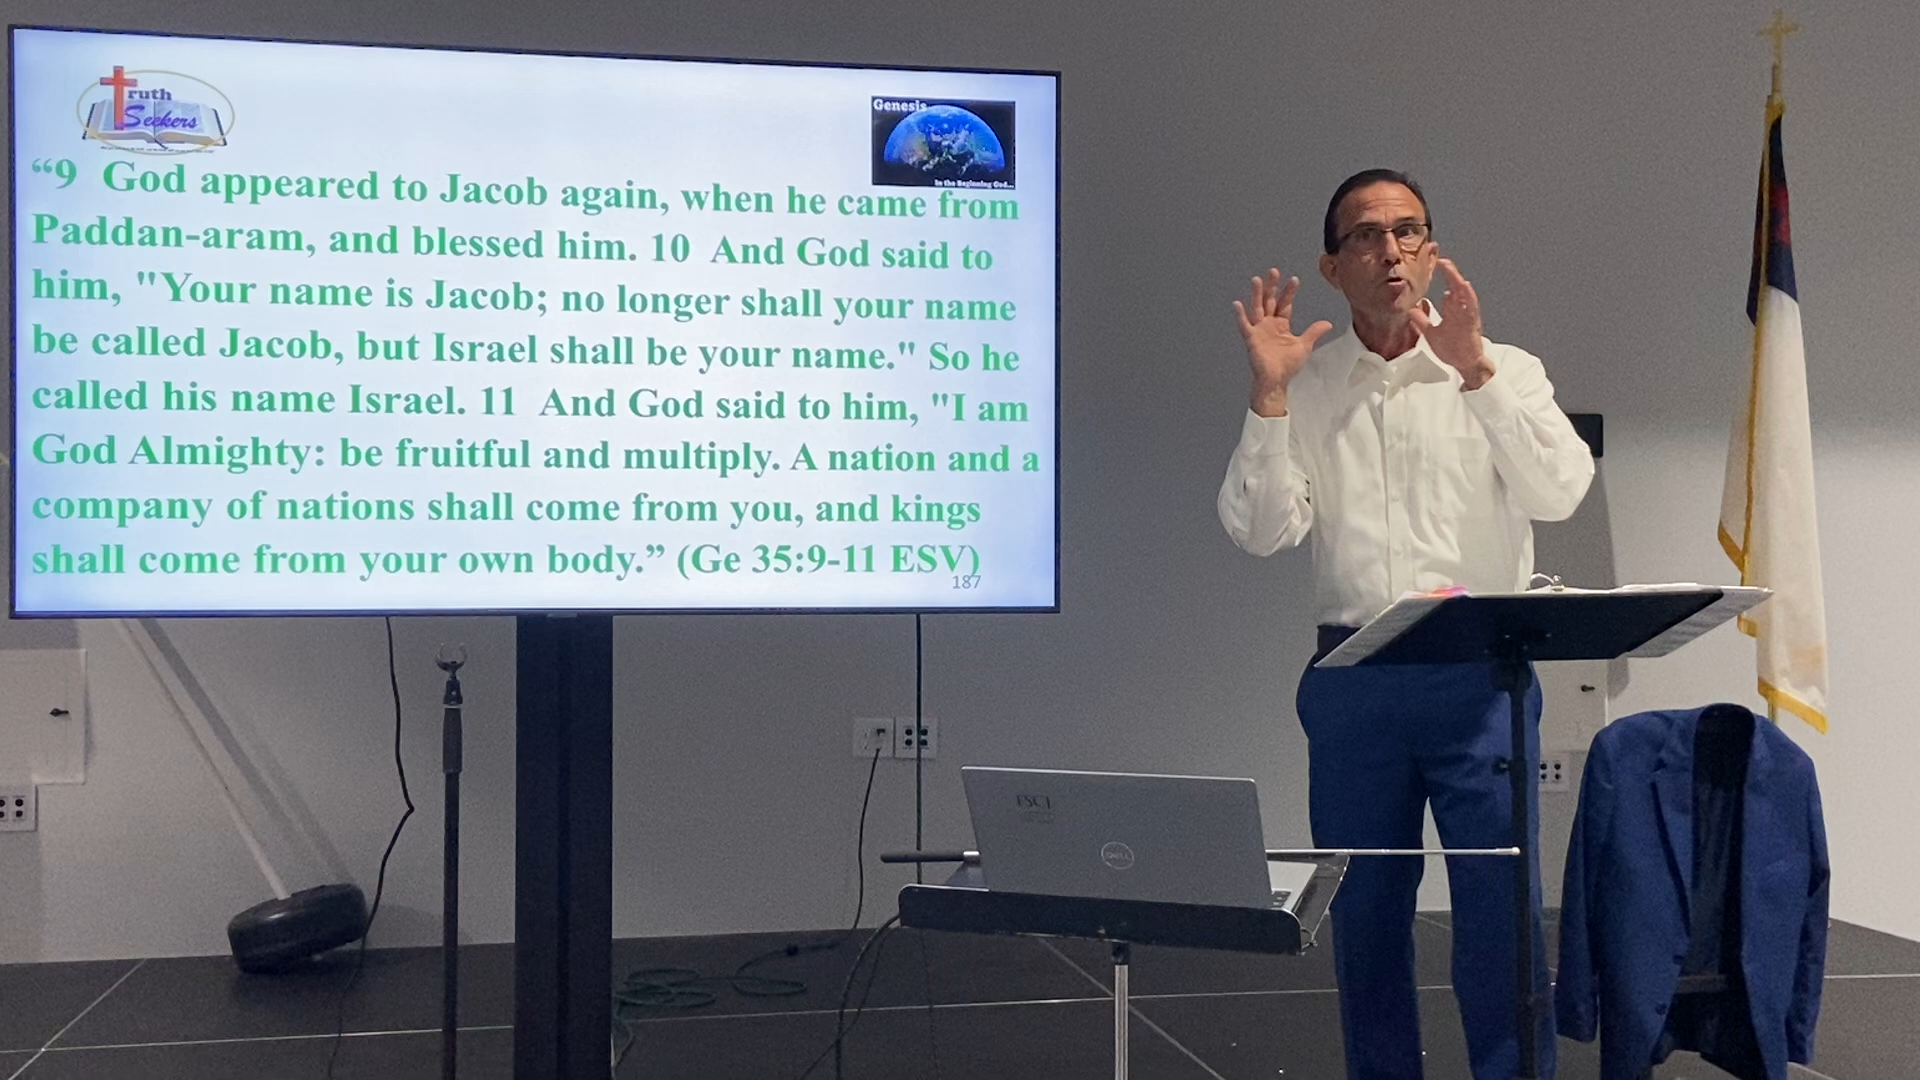 Truth
Seekers
Genesis
In the Beginning God...
“9 God appeared to Jacob again, when he came from
Paddan-aram, and blessed him. 10 And God said to
him, "Your name is Jacob; no longer shall your name
be called Jacob, but Israel shall be your name." So he
called his name Israel. 11 And God said to him, "I am
God Almighty: be fruitful and multiply. A nation and a
company of nations shall come from you, and kings
shall come from your own body.” (Ge 35:9-11 ESV)
187
DELL